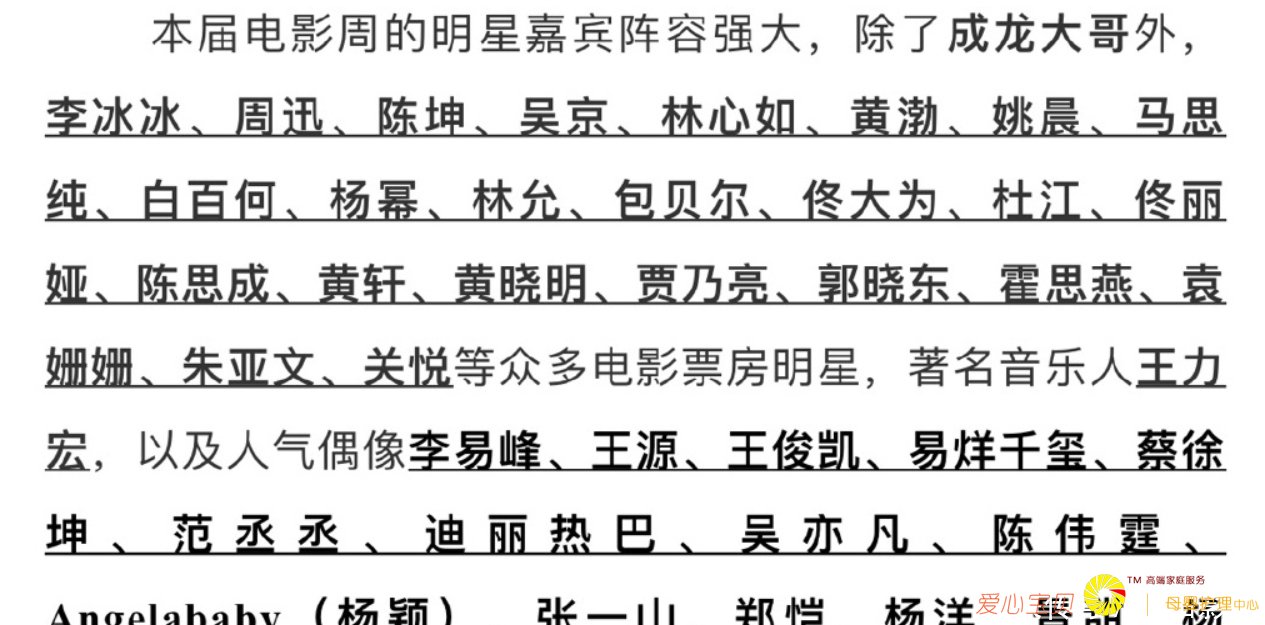 本届电影周的明星嘉宾阵容强大，除了成龙大哥外，
李冰冰、周迅、陈坤、吴京、林心如、黄渤、姚晨、马思
纯、白百何、杨幂、林允、包贝尔、佟大为、杜江、佟丽
娅、陈思成、黄轩、黄晓明、贾乃亮、郭晓东、霍思燕、袁
姗姗、朱亚文、关悦等众多电影票房明星，著名音乐人王力
宏，以及人气偶像李易峰、王源、王俊凯、易烊千玺、蔡徐
坤、范丞丞、迪丽热巴、吴亦凡、陈伟霆、
Angelababy（杨颖）、张一山、郑恺、杨洋、
爱心宝贝
TM 高端家庭服务
母婴护理中心